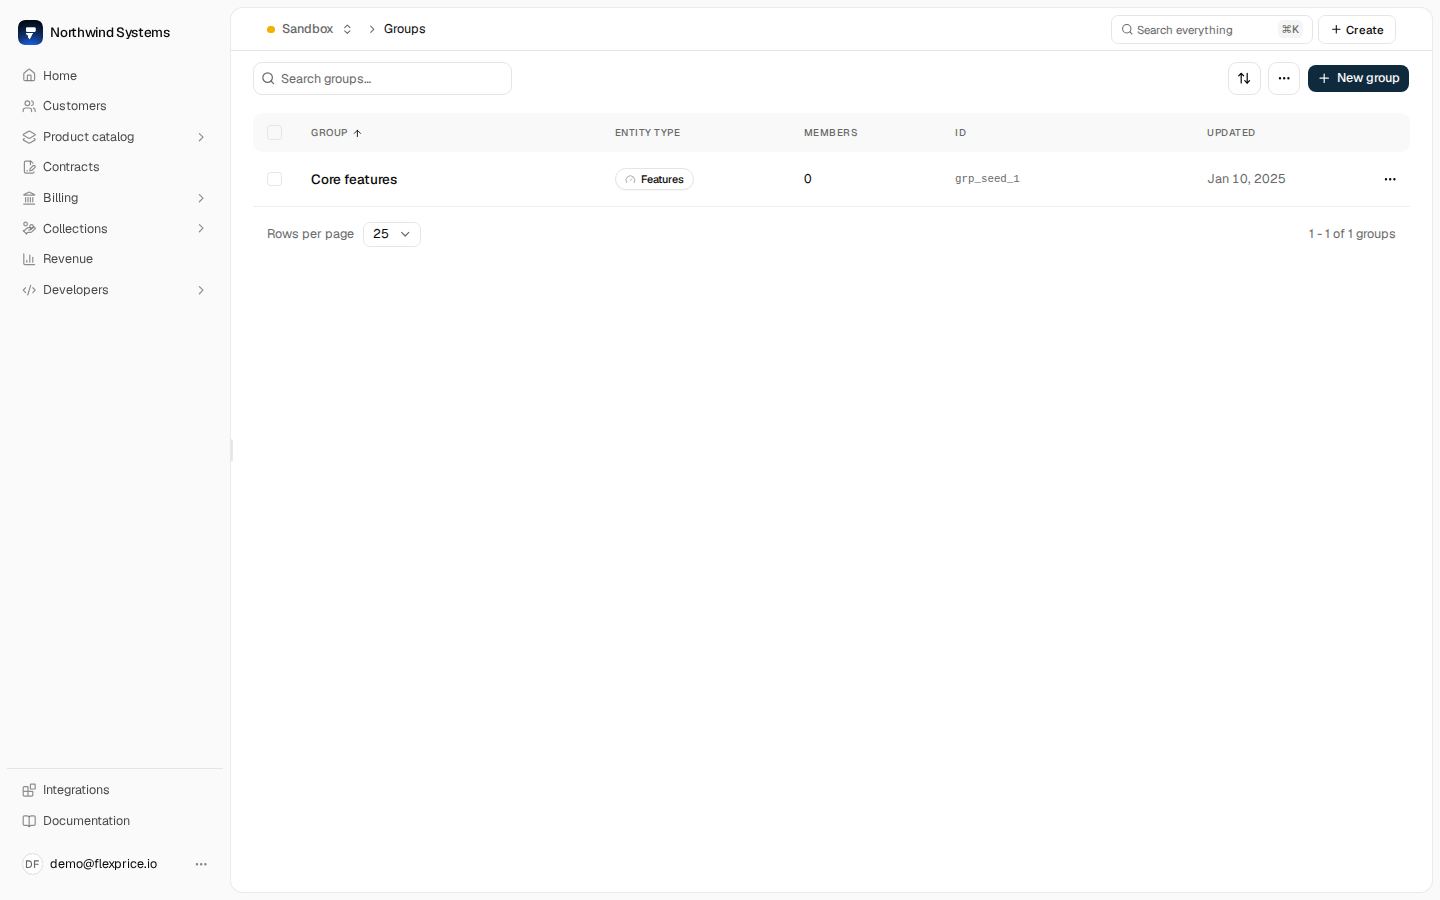 Northwind Systems
Home
Customers
Product catalog
Contracts
Billing
Collections
Revenue
Developers
Integrations
Documentation
DF demo@flexprice.io
Sandbox Groups
Search everything ⌘K Create
Search groups...
New group
GROUP ENTITY TYPE MEMBERS ID UPDATED
Core features Features 0 grp_seed_1 Jan 10, 2025
Rows per page 25 1 - 1 of 1 groups